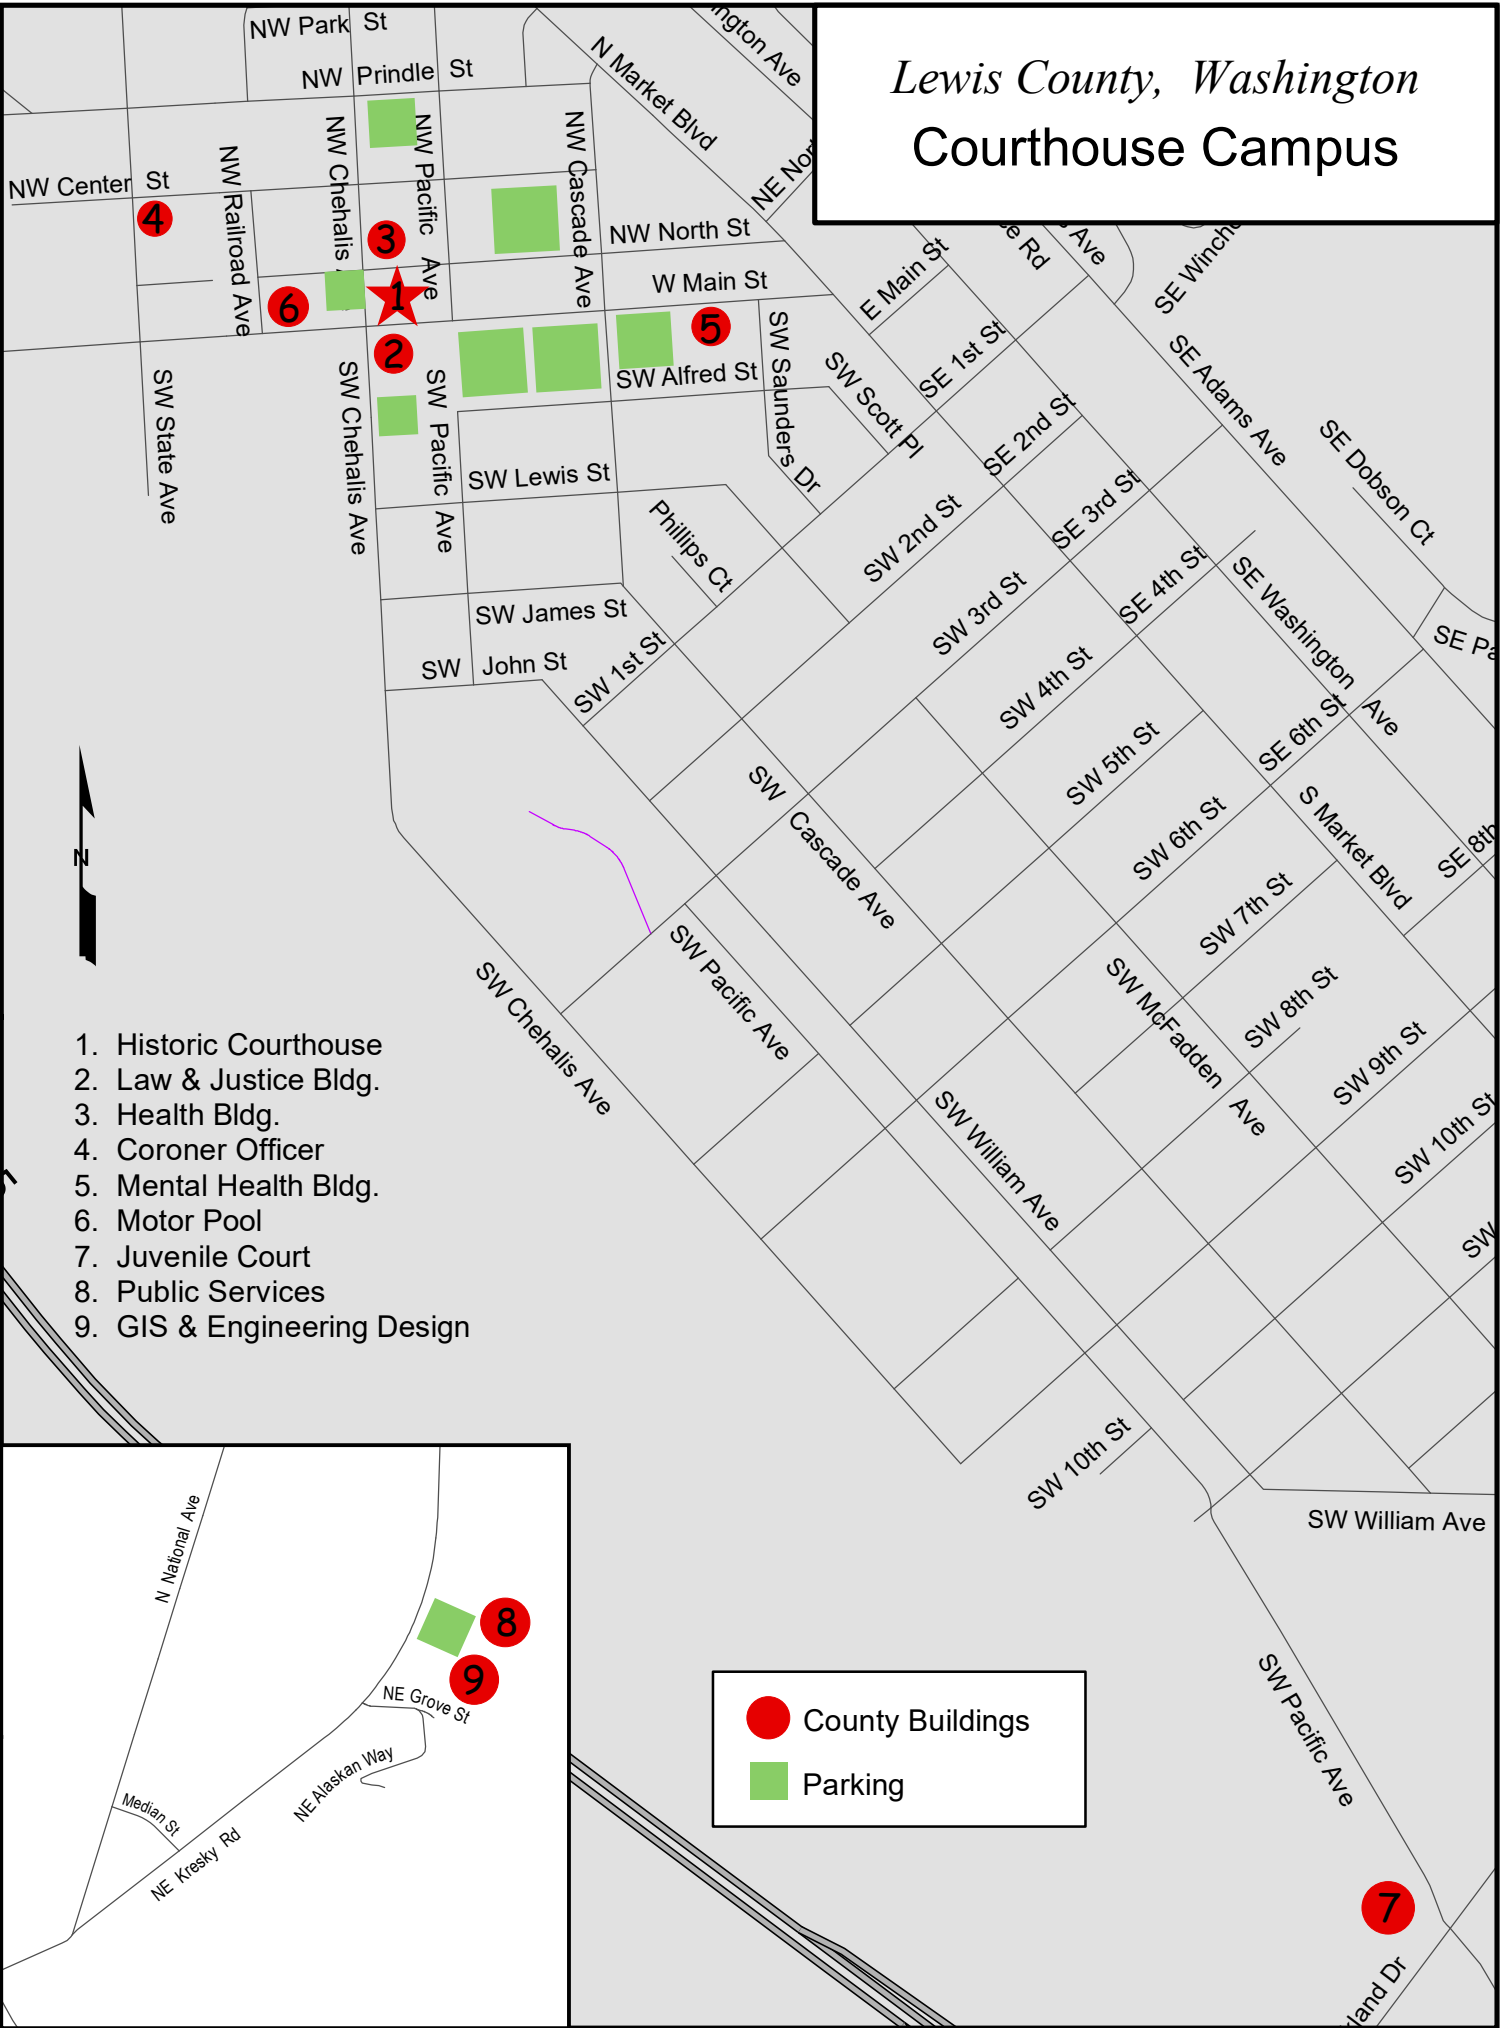 Lewis County, Washington
Courthouse Campus
NW Park St
NW Prindle St
N Market Blvd
NW Center St
NW Railroad Ave
NW Chehalis
NW Pacific Ave
NW Cascade Ave
NW North St
W Main St
E Main St
SE 1st St
SE Adams Ave
SE Dobson Ct
4
3
1
6
2
5
SW Alfred St
SW Saunders Dr
SW Scott Pl
SE 2nd St
SE 3rd St
SE 4th St
SE Washington Ave
SE 6th St
SE 8th
SW State Ave
SW Chehalis Ave
SW Pacific Ave
SW Lewis St
Phillips Ct
SW James St
SW John St
SW 1st St
SW 2nd St
SW 3rd St
SW 4th St
SW 5th St
SW 6th St
SW 7th St
SW 8th St
SW 9th St
SW 10th St
S Market Blvd
SW Cascade Ave
SW McFadden Ave
SW Pacific Ave
SW Chehalis Ave
SW William Ave
SW
N
1. Historic Courthouse
2. Law & Justice Bldg.
3. Health Bldg.
4. Coroner Officer
5. Mental Health Bldg.
6. Motor Pool
7. Juvenile Court
8. Public Services
9. GIS & Engineering Design
SW 10th St
SW William Ave
SW Pacific Ave
7
N National Ave
8
9
NE Grove St
NE Alaskan Way
Median St
NE Kresky Rd
County Buildings
Parking